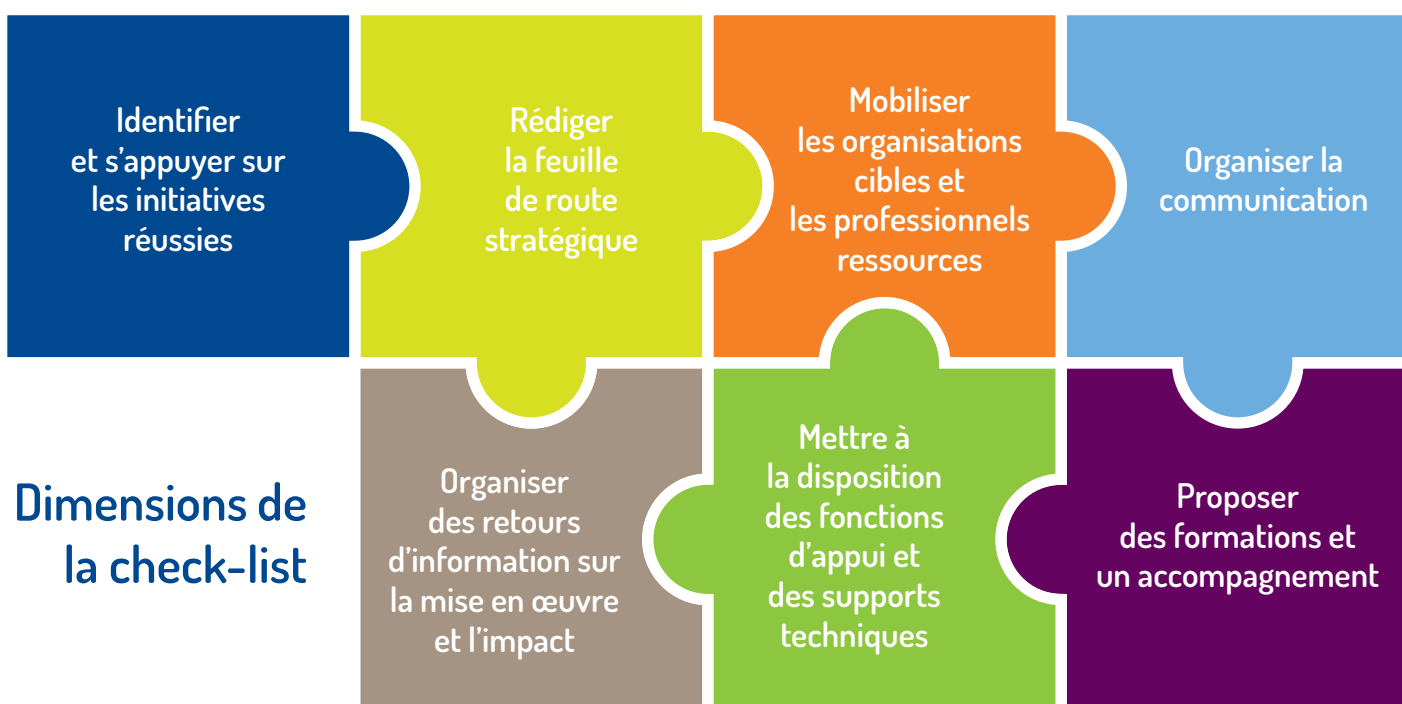 Identifier
et s’appuyer sur
les initiatives
réussies
Rédiger
la feuille
de route
stratégique
Mobiliser
les organisations
cibles et
les professionnels
ressources
Organiser la
communication
Dimensions de
la check-list
Organiser
des retours
d’information sur
la mise en œuvre
et l’impact
Mettre à
la disposition
des fonctions
d’appui et
des supports
techniques
Proposer
des formations et
un accompagnement